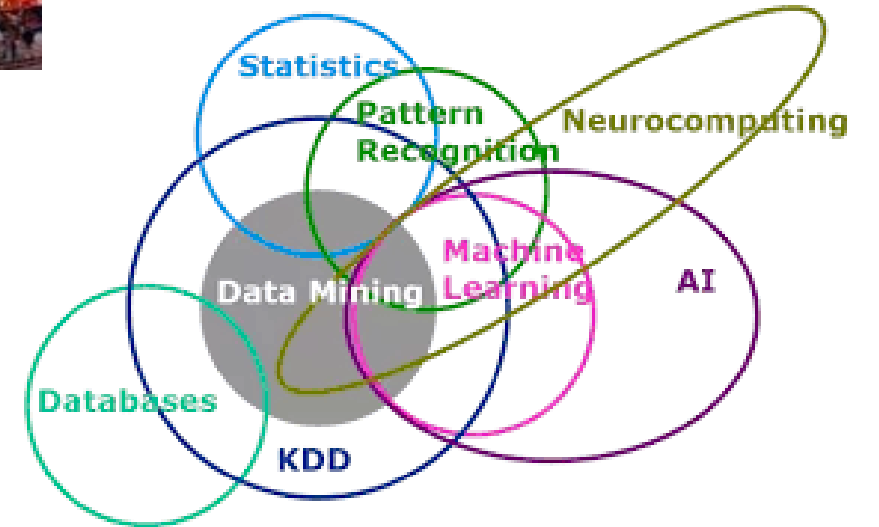 Statistics
Pattern
Recognition
Neurocomputing
Machine
Learning
AI
Data Mining
Databases
KDD